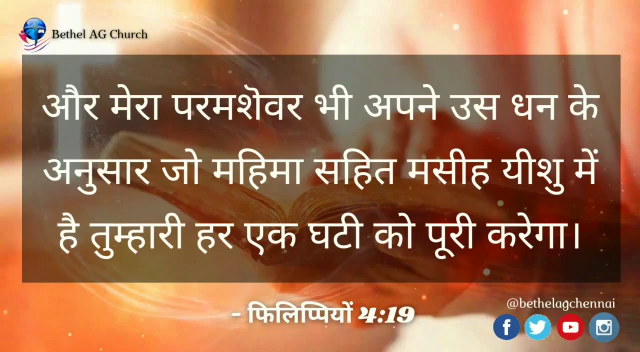 Bethel AG Church
और मेरा परमशेवर भी अपने उस धन के
अनुसार जो महिमा सहित मसीह यीशु में
है तुम्हारी हर एक घटी को पूरी करेगा।
- फिलिप्पियों 4:19
@bethelagchennai